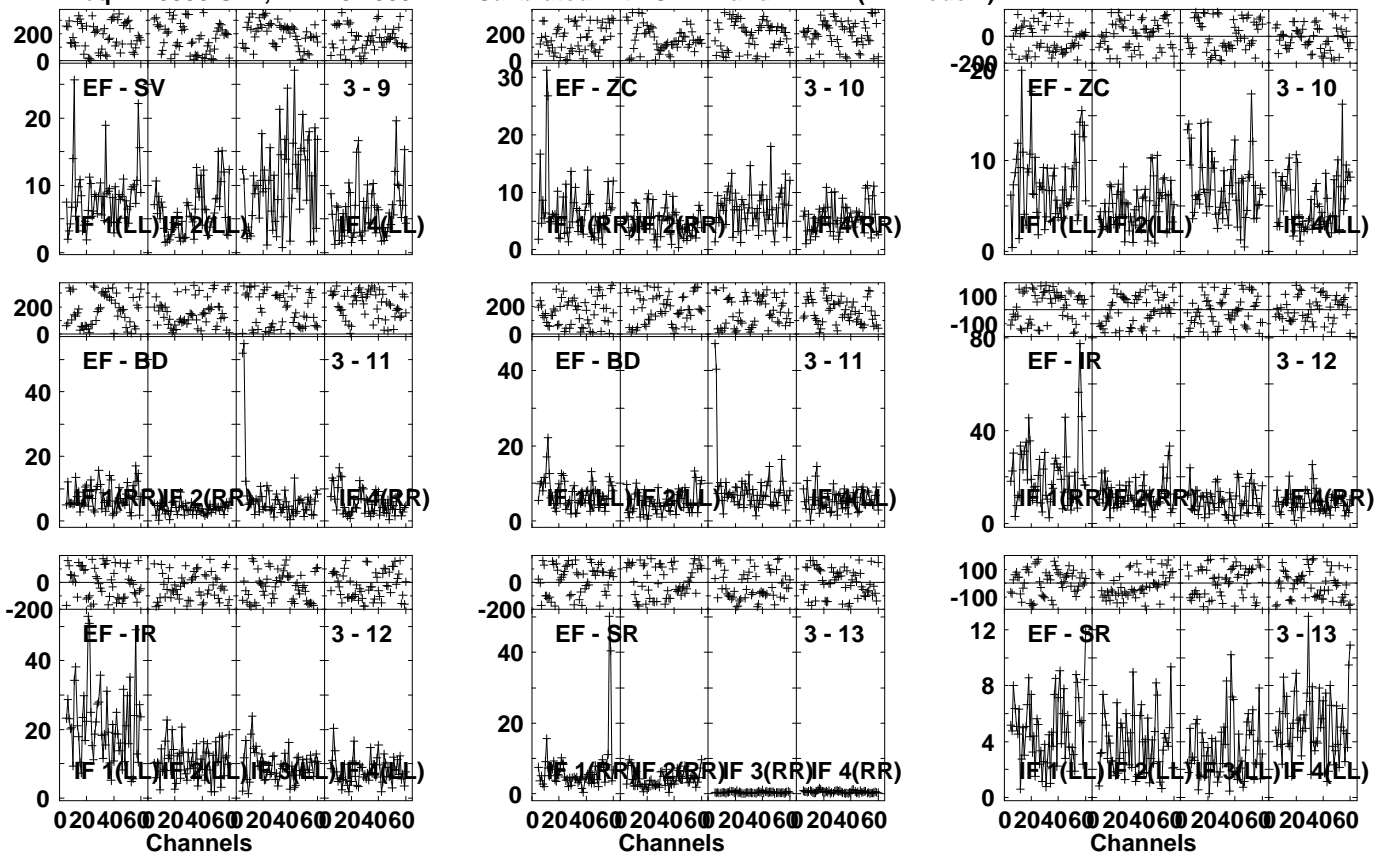 200
0
200
0
0
-200
EF - SV
3 - 9
20
10
0
IF 1(LL)
IF 2(LL)
IF 4(LL)
EF - ZC
3 - 10
30
20
10
0
IF 1(RR)
IF 2(RR)
IF 4(RR)
EF - ZC
3 - 10
20
10
0
IF 1(LL)
IF 2(LL)
IF 4(LL)
200
0
200
0
100
-100
EF - BD
3 - 11
40
20
0
IF 1(RR)
IF 2(RR)
IF 4(RR)
EF - BD
3 - 11
40
20
0
IF 1(LL)
IF 2(LL)
IF 4(LL)
EF - IR
3 - 12
80
40
0
IF 1(RR)
IF 2(RR)
IF 4(RR)
0
-200
0
-200
100
-100
EF - IR
3 - 12
40
20
0
IF 1(LL)
IF 2(LL)
IF 3(LL)
IF 4(LL)
EF - SR
3 - 13
40
20
0
IF 1(RR)
IF 2(RR)
IF 3(RR)
IF 4(RR)
EF - SR
3 - 13
12
8
4
0
IF 1(LL)
IF 2(LL)
IF 3(LL)
IF 4(LL)
0 20 40 60 0 20 40 60 0 20 40 60 0 20 40 60
0 20 40 60 0 20 40 60 0 20 40 60 0 20 40 60
0 20 40 60 0 20 40 60 0 20 40 60 0 20 40 60
Channels
Channels
Channels